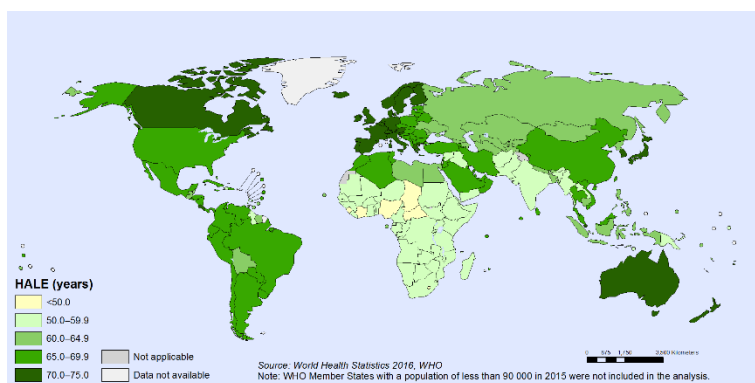 HALE (years)
<50.0
50.0–59.9
60.0–64.9
65.0–69.9
70.0–75.0
Not applicable
Data not available
Source: World Health Statistics 2016, WHO
Note: WHO Member States with a population of less than 90 000 in 2015 were not included in the analysis.
0
Kilometers